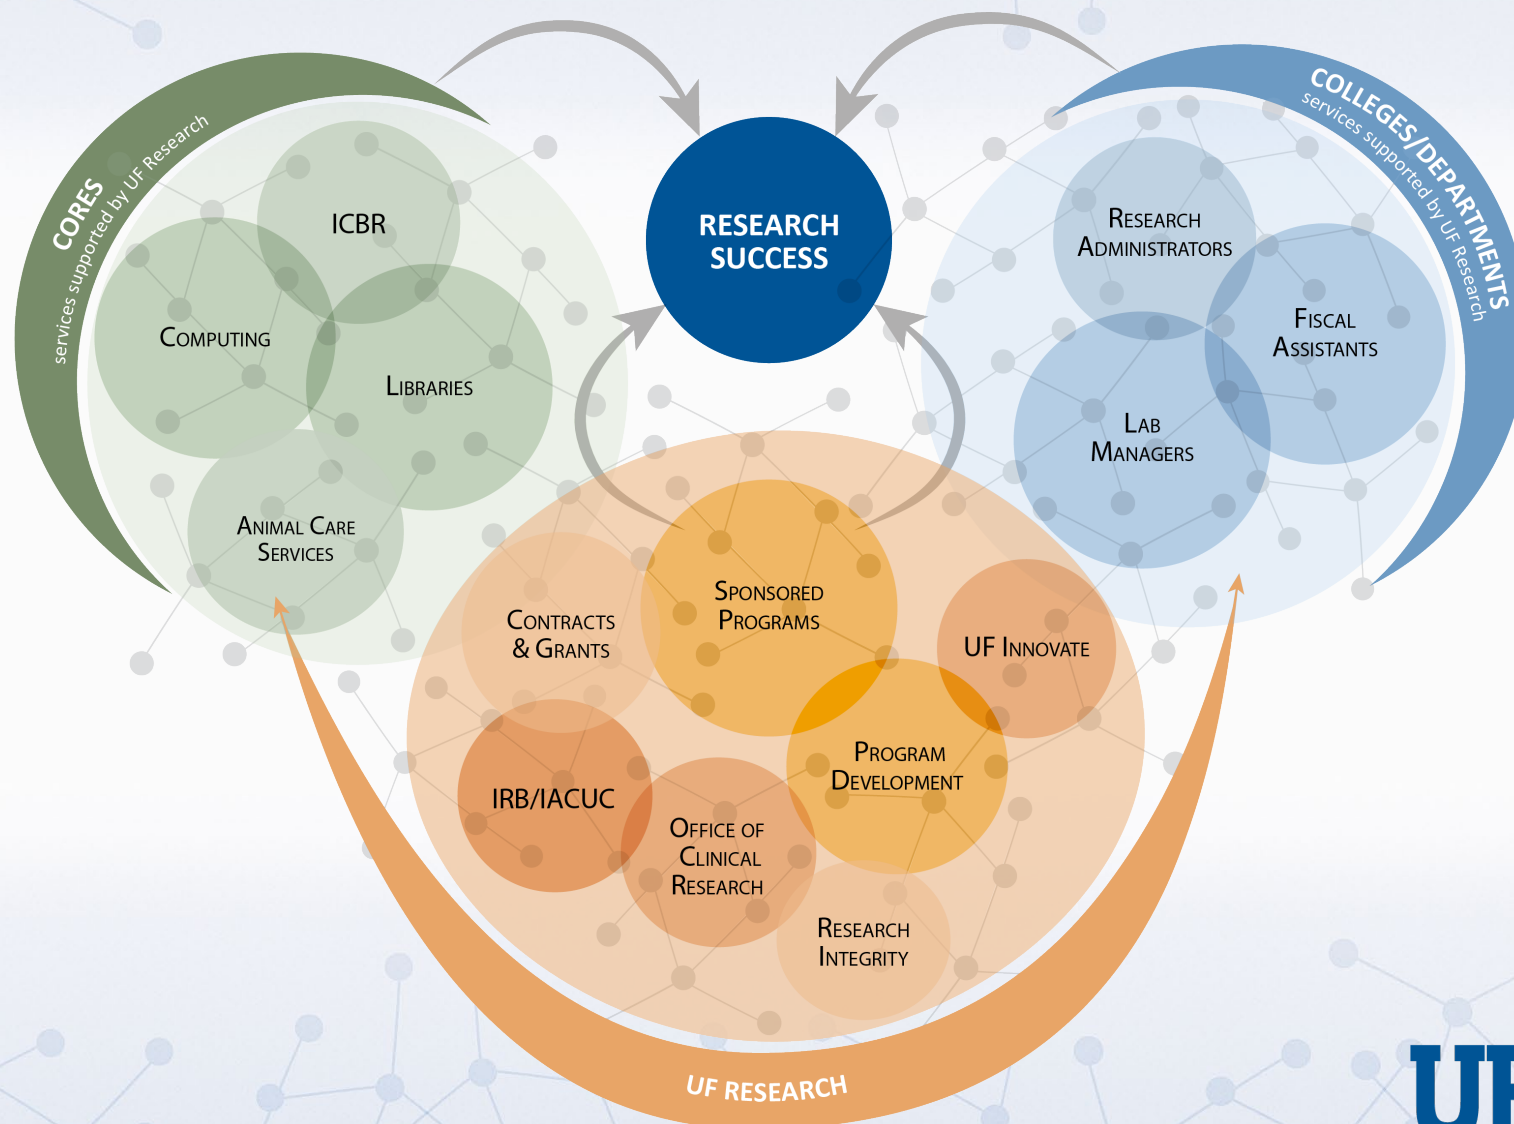 CORES
services supported by UF Research
ICBR
COMPUTING
LIBRARIES
ANIMAL CARE
SERVICES
RESEARCH
SUCCESS
COLLEGES/DEPARTMENTS
services supported by UF Research
RESEARCH
ADMINISTRATORS
FISCAL
ASSISTANTS
LAB
MANAGERS
CONTRACTS
& GRANTS
SPONSORED
PROGRAMS
UF INNOVATE
IRB/IACUC
PROGRAM
DEVELOPMENT
OFFICE OF
CLINICAL
RESEARCH
RESEARCH
INTEGRITY
UF RESEARCH
UF